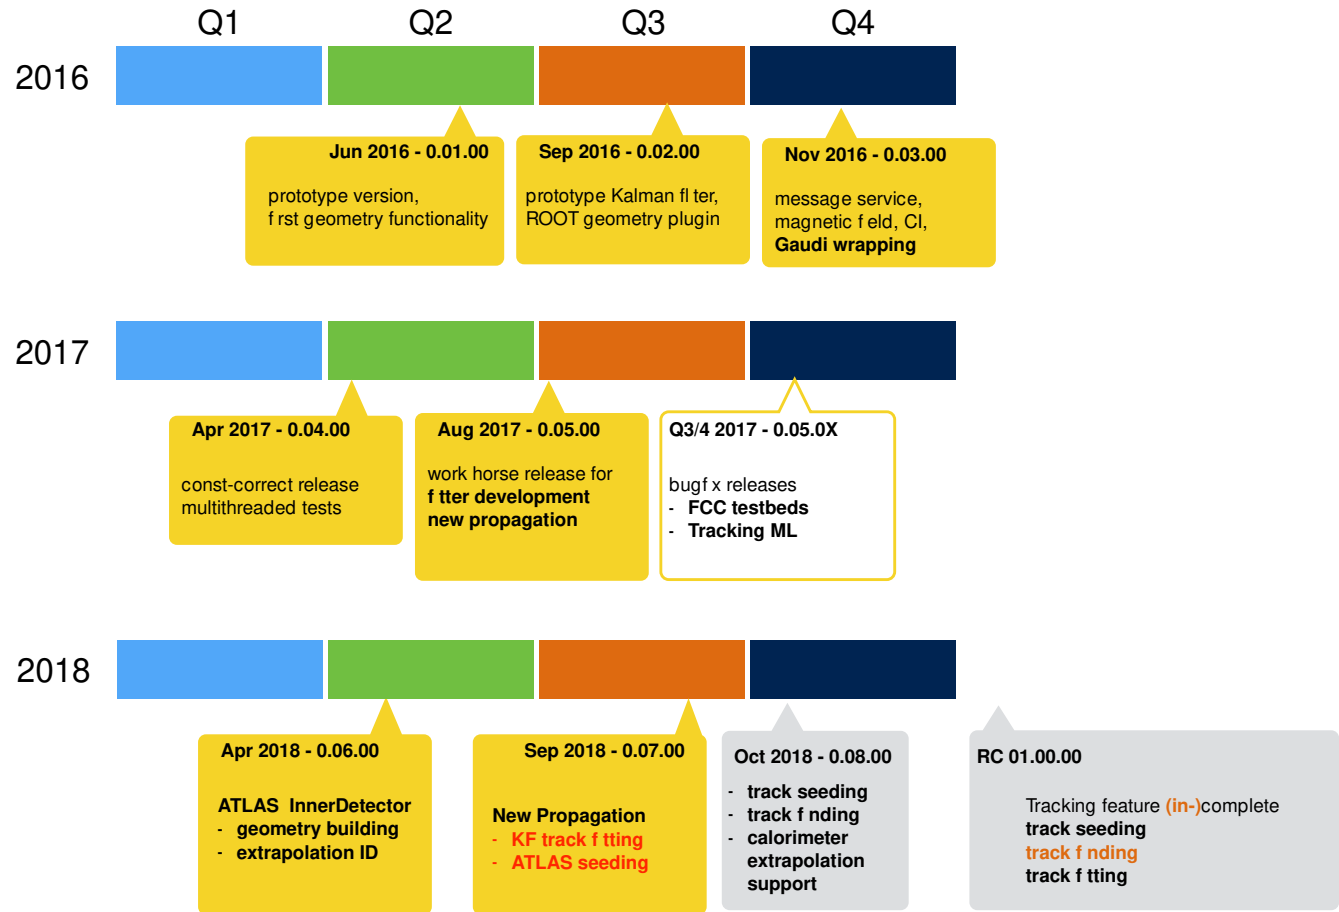 Q1 Q2 Q3 Q4
2016
Jun 2016 - 0.01.00
prototype version,
f rst geometry functionality
Sep 2016 - 0.02.00
prototype Kalman fl ter,
ROOT geometry plugin
Nov 2016 - 0.03.00
message service,
magnetic f eld, CI,
Gaudi wrapping
2017
Apr 2017 - 0.04.00
const-correct release
multithreaded tests
Aug 2017 - 0.05.00
work horse release for
f tter development
new propagation
Q3/4 2017 - 0.05.0X
bugf x releases
- FCC testbeds
- Tracking ML
2018
Apr 2018 - 0.06.00
ATLAS InnerDetector
- geometry building
- extrapolation ID
Sep 2018 - 0.07.00
New Propagation
- KF track f tting
- ATLAS seeding
Oct 2018 - 0.08.00
- track seeding
- track f nding
- calorimeter
extrapolation
support
RC 01.00.00
Tracking feature (in-)complete
track seeding
track f nding
track f tting